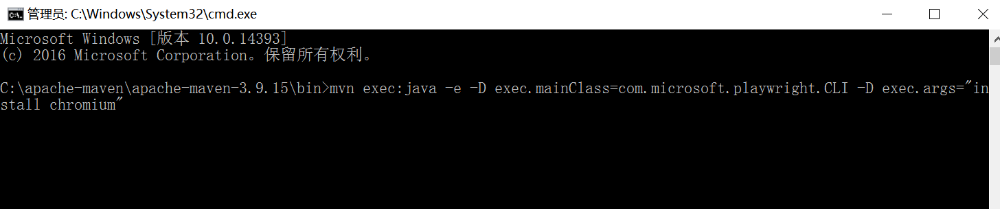 管理员: C:\Windows\System32\cmd.exe
Microsoft Windows [版本 10.0.14393]
(c) 2016 Microsoft Corporation。保留所有权利。
C:\apache-maven\apache-maven-3.9.15\bin>mvn exec:java -e -D exec.mainClass=com.microsoft.playwright.CLI -D exec.args="in
stall chromium"